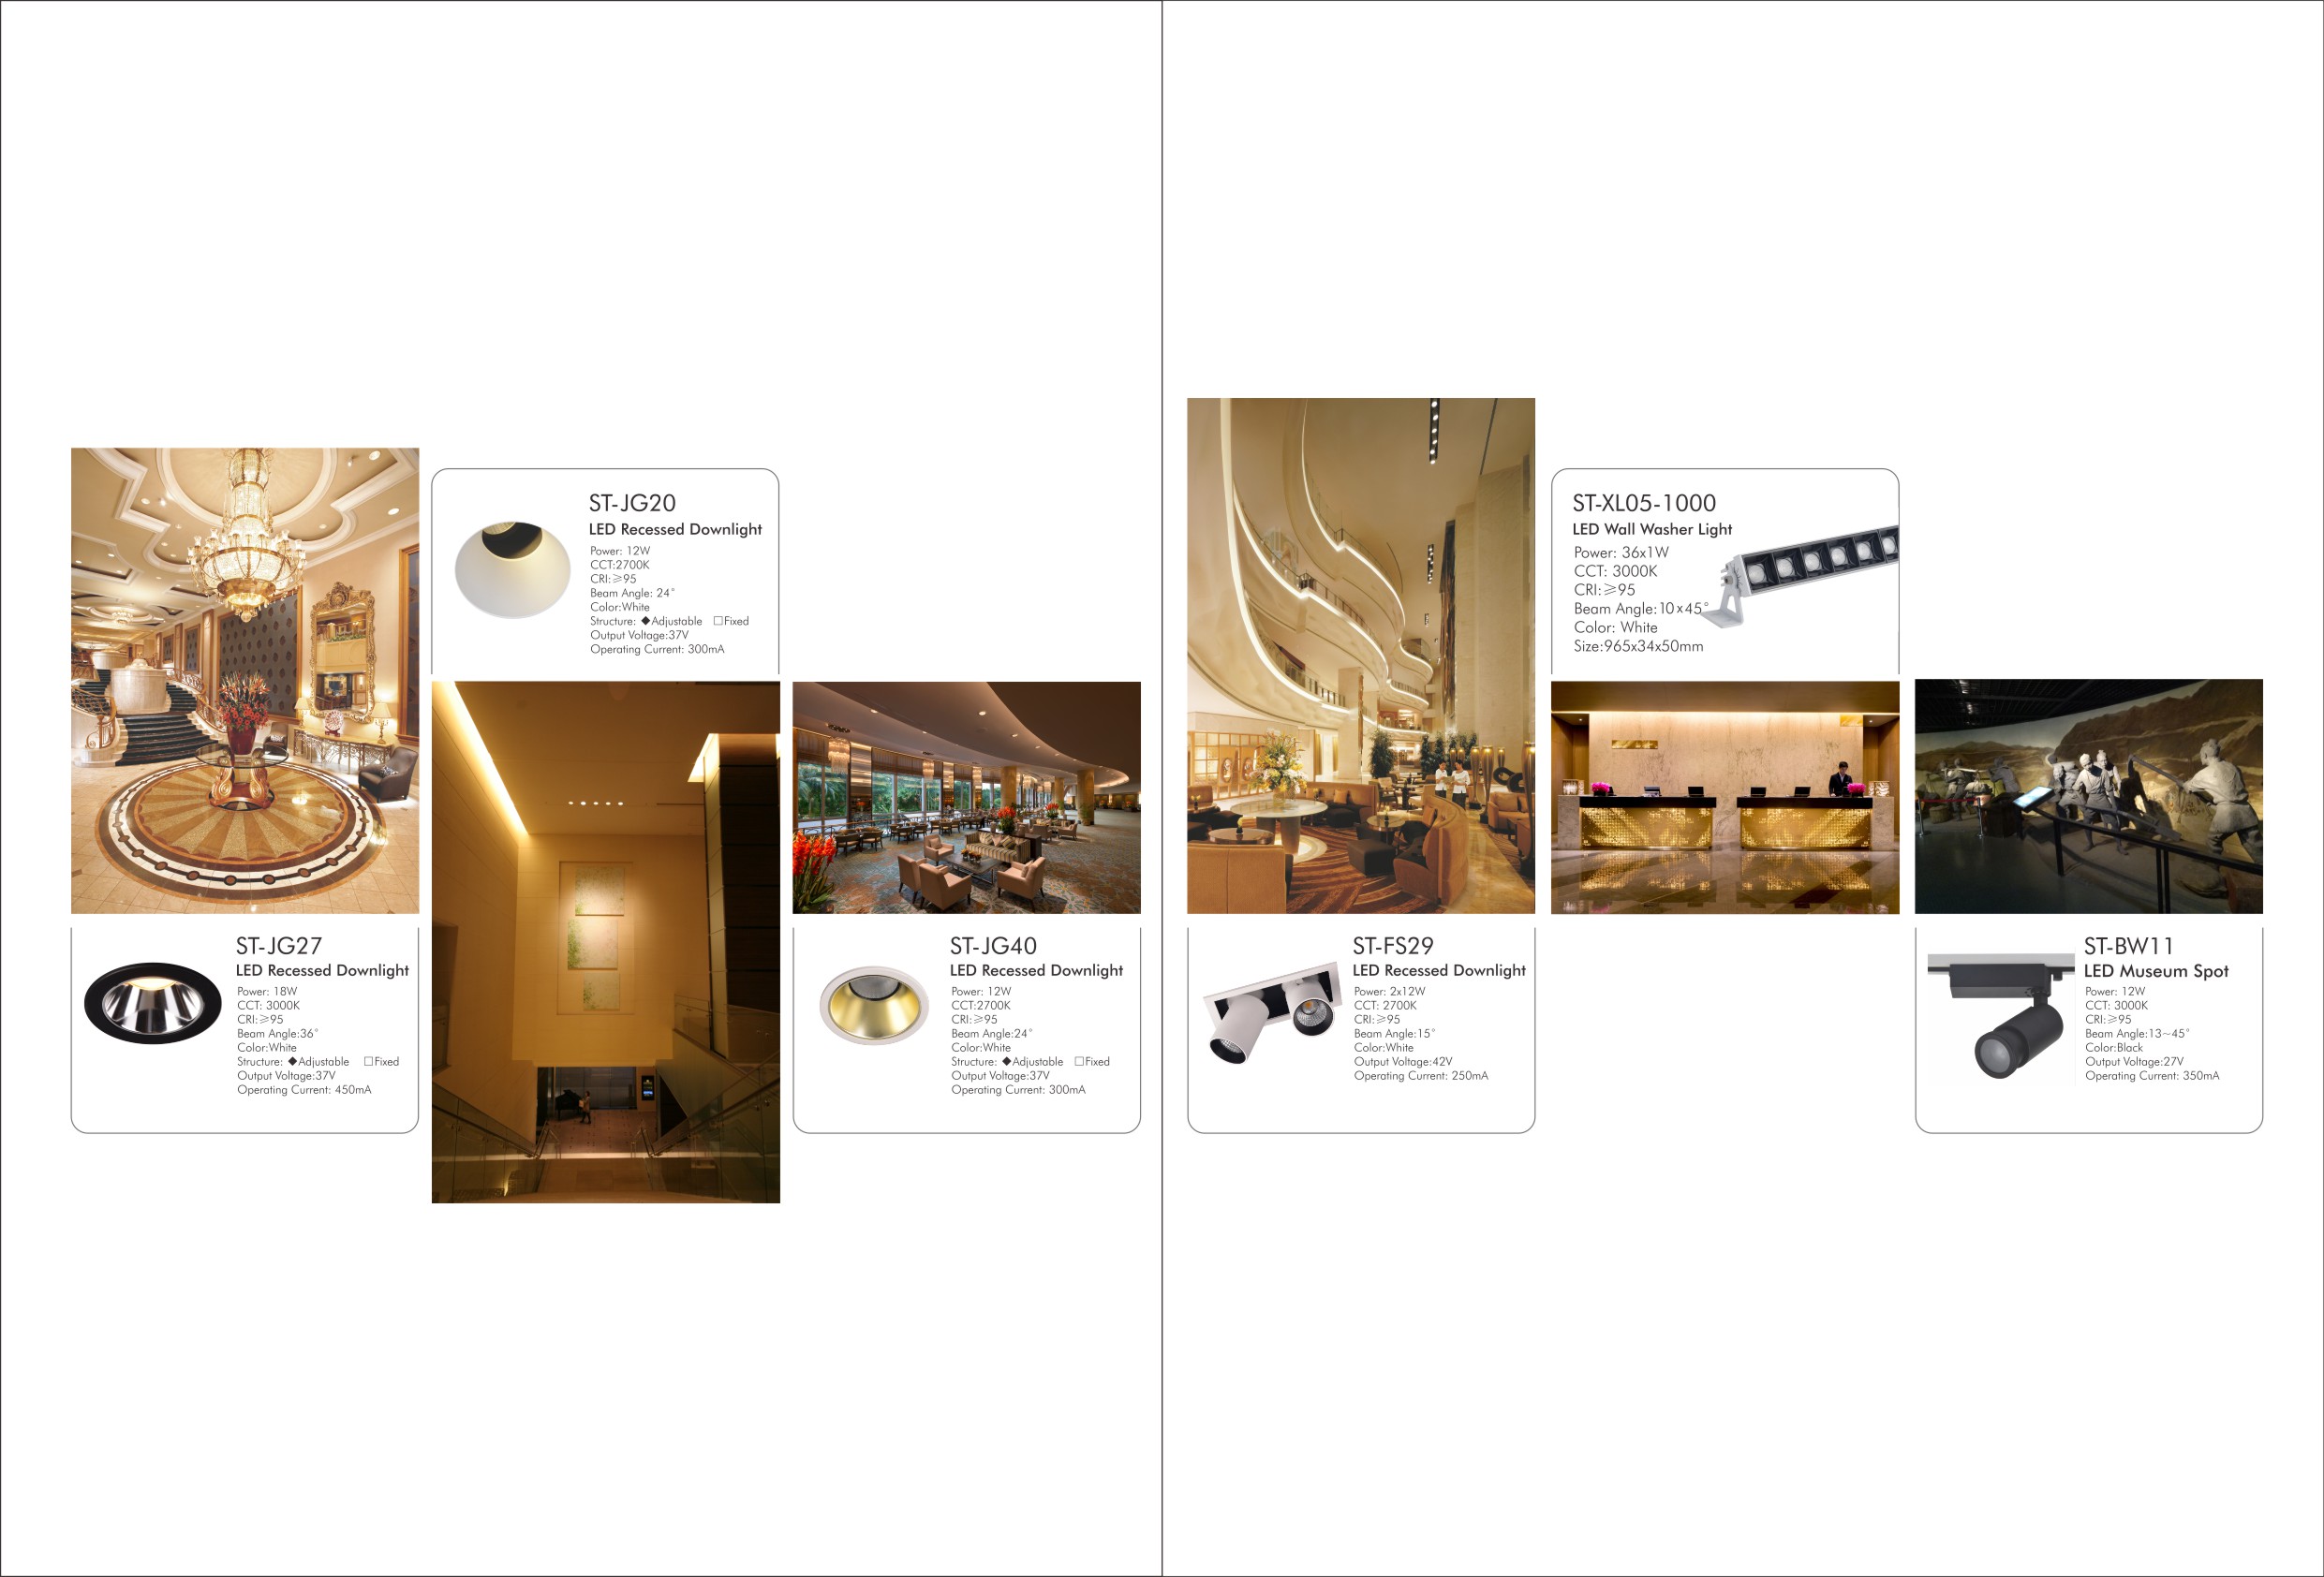 ST-JG20
LED Recessed Downlight
Power: 12W
CCT:2700K
CRI:≥95
Beam Angle: 24°
Color:White
Structure: ◆Adjustable □Fixed
Output Voltage:37V
Operating Current: 300mA
ST-JG27
LED Recessed Downlight
Power: 18W
CCT: 3000K
CRI:≥95
Beam Angle:36°
Color:White
Structure: ◆Adjustable □Fixed
Output Voltage:37V
Operating Current: 450mA
ST-JG40
LED Recessed Downlight
Power: 12W
CCT:2700K
CRI:≥95
Beam Angle:24°
Color:White
Structure: ◆Adjustable □Fixed
Output Voltage:37V
Operating Current: 300mA
ST-XL05-1000
LED Wall Washer Light
Power: 36x1W
CCT: 3000K
CRI:≥95
Beam Angle:10x45°
Color: White
Size:965x34x50mm
ST-FS29
LED Recessed Downlight
Power: 2x12W
CCT: 2700K
CRI:≥95
Beam Angle:15°
Color:White
Output Voltage:42V
Operating Current: 250mA
ST-BW11
LED Museum Spot
Power: 12W
CCT: 3000K
CRI:≥95
Beam Angle:13~45°
Color:Black
Output Voltage:27V
Operating Current: 350mA